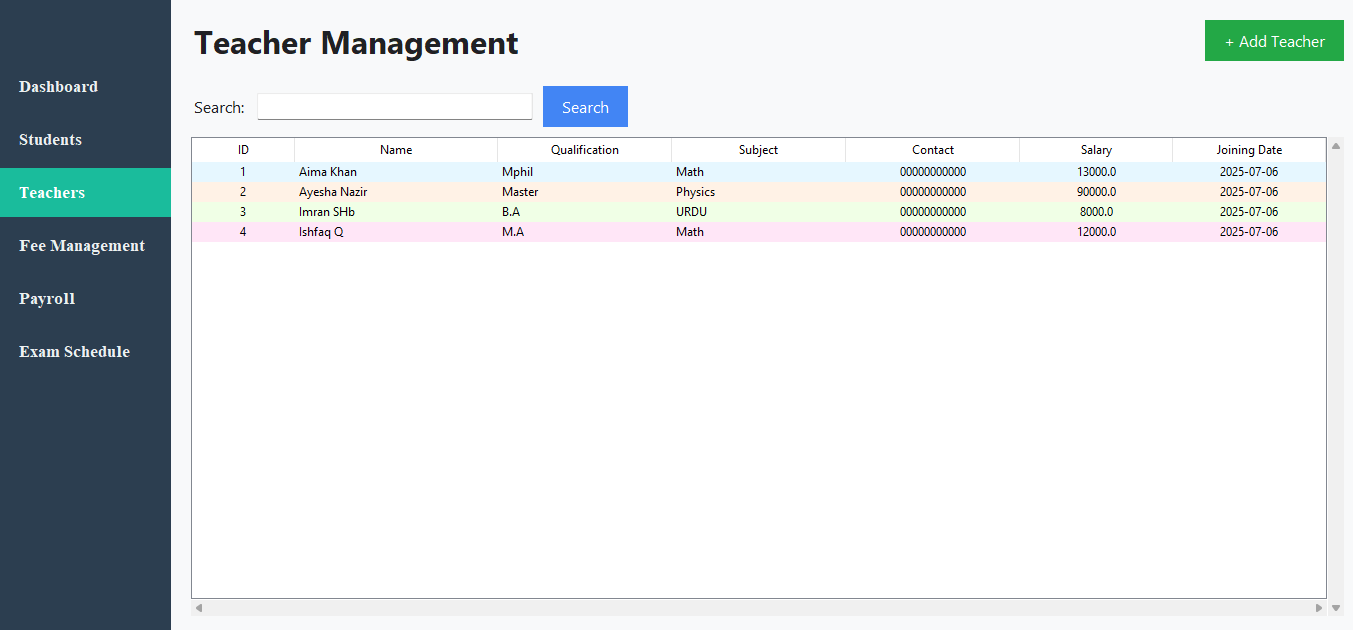 Dashboard
Students
Teachers
Fee Management
Payroll
Exam Schedule
Teacher Management
+ Add Teacher
Search:
Search
ID Name Qualification Subject Contact Salary Joining Date
1 Aima Khan Mphil Math 00000000000 13000.0 2025-07-06
2 Ayesha Nazir Master Physics 00000000000 90000.0 2025-07-06
3 Imran SHb B.A URDU 00000000000 8000.0 2025-07-06
4 Ishfaq Q M.A Math 00000000000 12000.0 2025-07-06